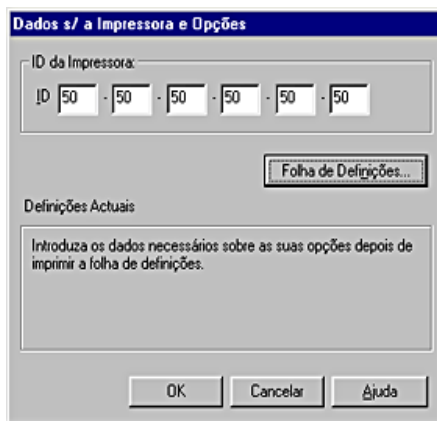 Dados s/ a Impressora e Opções
ID da Impressora:
ID 50 - 50 - 50 - 50 - 50 - 50
Folha de Definições...
Definições Actuais
Introduza os dados necessários sobre as suas opções depois de
imprimir a folha de definições.
OK Cancelar Ajuda